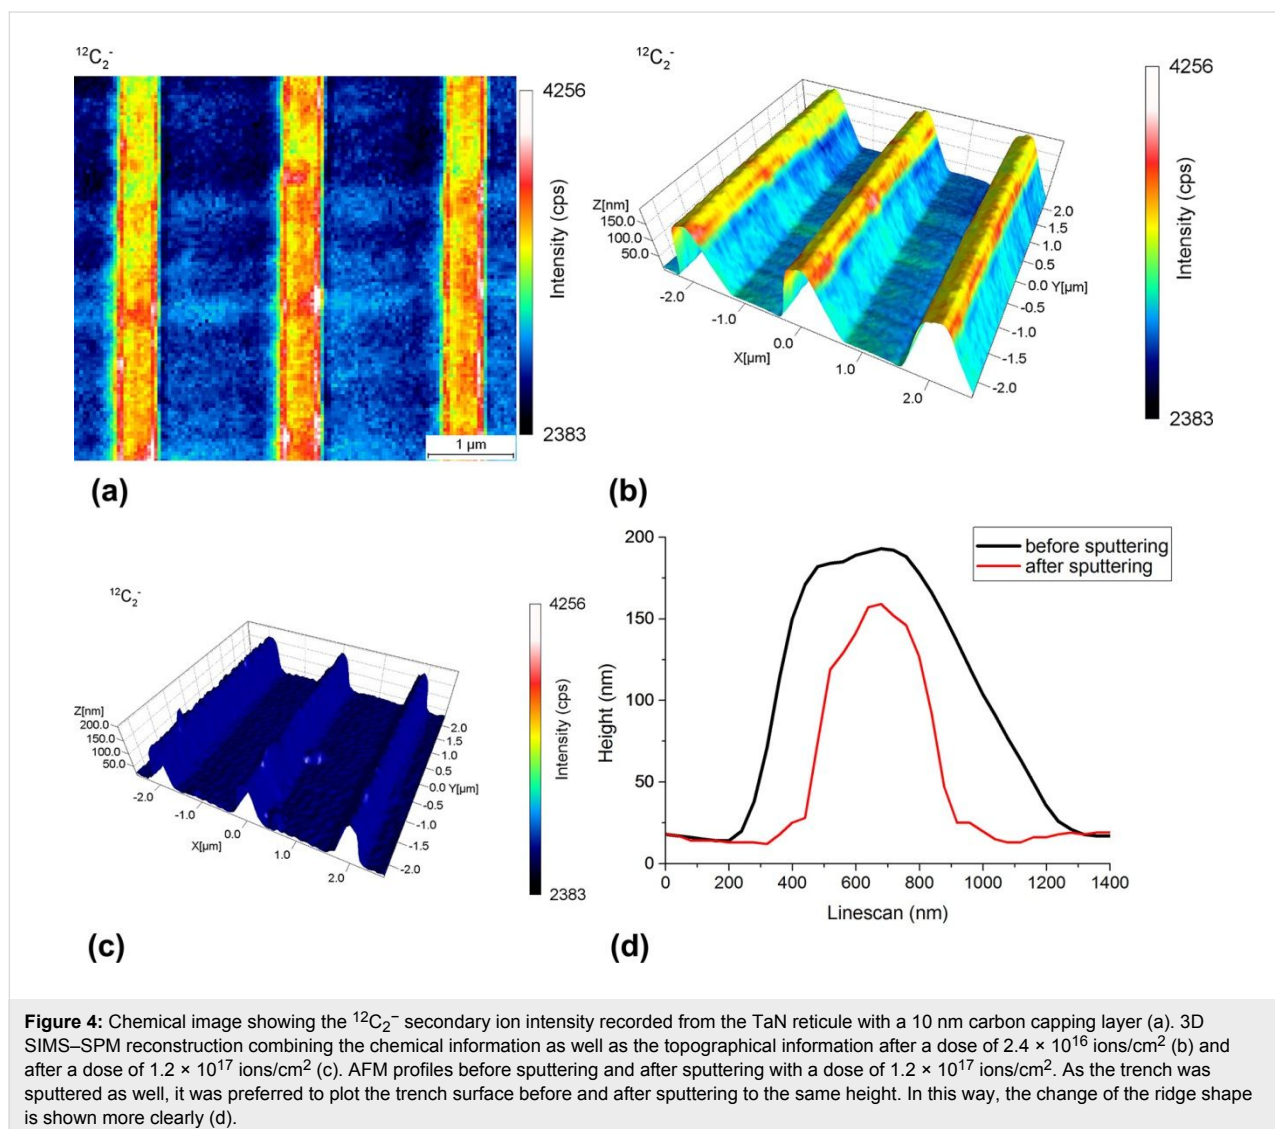 ¹²C₂⁻
4256
Intensity (cps)
2383
1 µm
(a)
¹²C₂⁻
4256
Intensity (cps)
2383
Z[nm]
150.0
100.0
50.0
-2.0
-1.0
0.0
1.0
2.0
X[µm]
2.0
1.5
1.0
0.5
0.0
Y[µm]
-0.5
-1.0
-1.5
-2.0
(b)
¹²C₂⁻
4256
Intensity (cps)
2383
Z[nm]
200.0
150.0
100.0
50.0
-2.0
-1.0
0.0
1.0
2.0
X[µm]
2.0
1.5
1.0
0.5
0.0
Y[µm]
-0.5
-1.0
-1.5
-2.0
(c)
before sputtering
after sputtering
200
150
100
50
0
Height (nm)
0 200 400 600 800 1000 1200 1400
Linescan (nm)
(d)
Figure 4: Chemical image showing the ¹²C₂⁻ secondary ion intensity recorded from the TaN reticule with a 10 nm carbon capping layer (a). 3D
SIMS–SPM reconstruction combining the chemical information as well as the topographical information after a dose of 2.4 × 10¹⁶ ions/cm² (b) and
after a dose of 1.2 × 10¹⁷ ions/cm² (c). AFM profiles before sputtering and after sputtering with a dose of 1.2 × 10¹⁷ ions/cm². As the trench was
sputtered as well, it was preferred to plot the trench surface before and after sputtering to the same height. In this way, the change of the ridge shape
is shown more clearly (d).